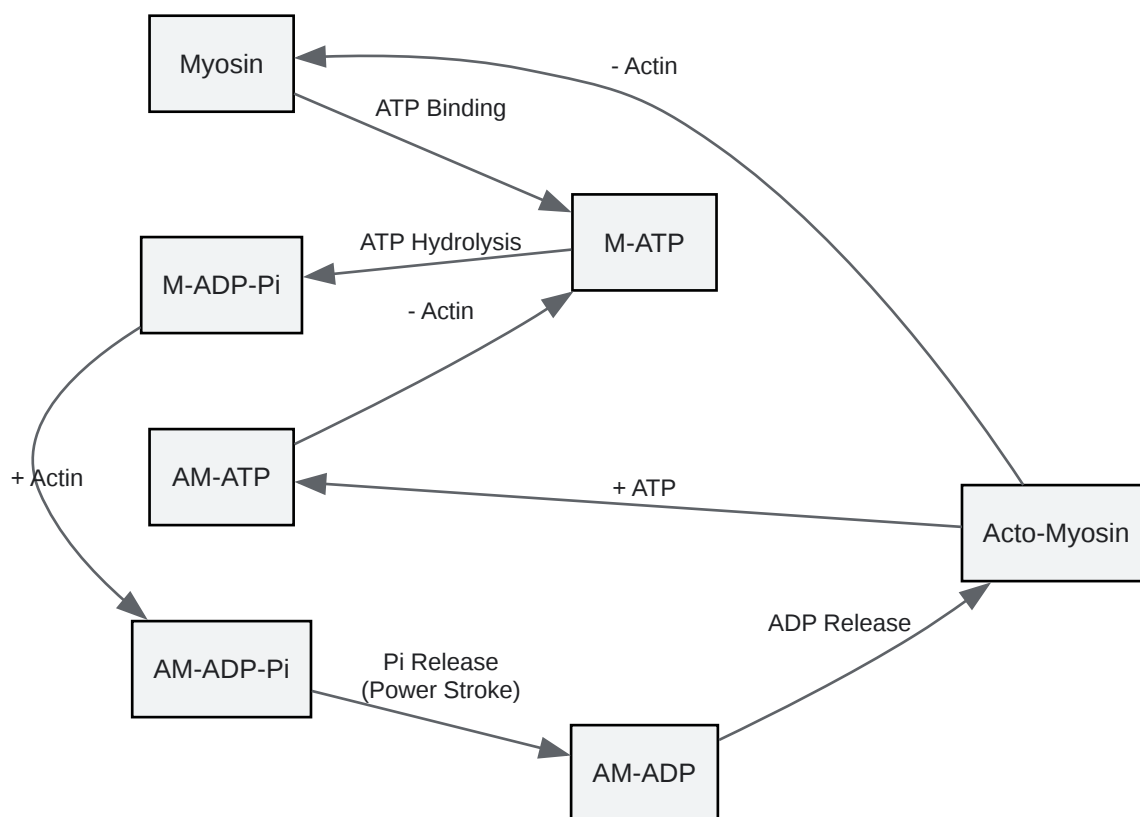 Myosin
- Actin
ATP Binding
M-ATP
ATP Hydrolysis
M-ADP-Pi
- Actin
AM-ATP
+ Actin
+ ATP
Acto-Myosin
ADP Release
AM-ADP-Pi
Pi Release
(Power Stroke)
AM-ADP